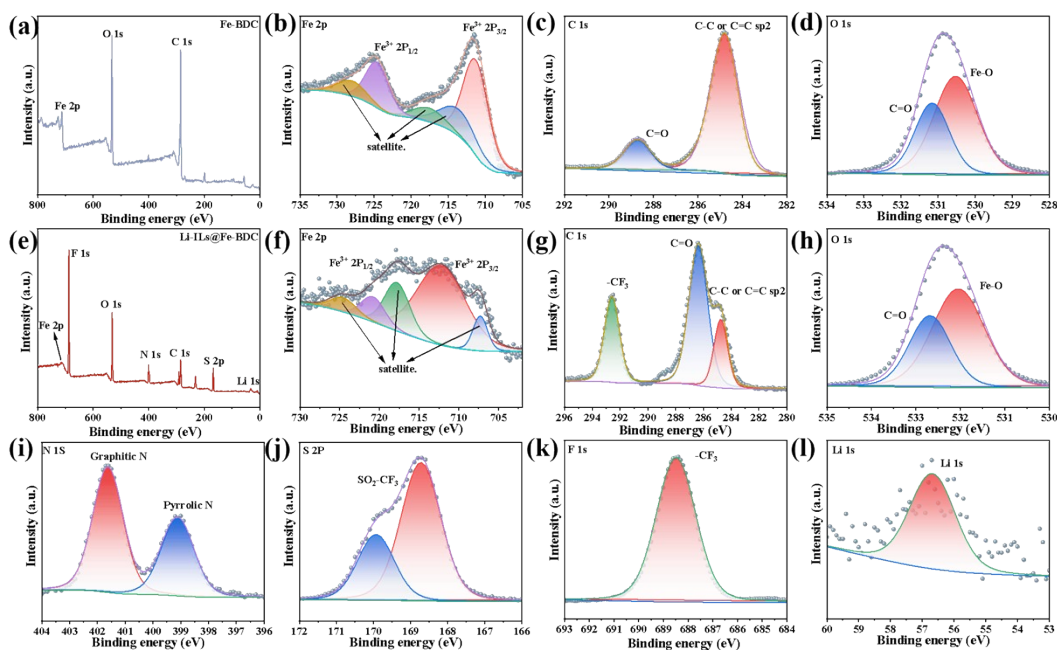 (a)
Fe-BDC
O 1s
C 1s
Fe 2p
Intensity (a.u.)
800 600 400 200 0
Binding energy (eV)
(b)
Fe 2p
Fe³⁺ 2P₃/₂
Fe³⁺ 2P₁/₂
satellite.
Intensity (a.u.)
735 730 725 720 715 710 705
Binding energy (eV)
(c)
C 1s
C-C or C=C sp2
C=O
Intensity (a.u.)
292 290 288 286 284 282
Binding energy (eV)
(d)
O 1s
Fe-O
C=O
Intensity (a.u.)
534 533 532 531 530 529 528
Binding energy (eV)
(e)
Li-ILs@Fe-BDC
F 1s
O 1s
Fe 2p
N 1s
C 1s
S 2p
Li 1s
Intensity (a.u.)
800 600 400 200 0
Binding energy (eV)
(f)
Fe 2p
Fe³⁺ 2P₁/₂
Fe³⁺ 2P₃/₂
satellite.
Intensity (a.u.)
730 725 720 715 710 705
Binding energy (eV)
(g)
C 1s
C=O
-CF₃
C-C or C=C sp2
Intensity (a.u.)
296 294 292 290 288 286 284 282 280
Binding energy (eV)
(h)
O 1s
Fe-O
C=O
Intensity (a.u.)
535 534 533 532 531 530
Binding energy (eV)
(i)
N 1S
Graphitic N
Pyrrolic N
Intensity (a.u.)
404 403 402 401 400 399 398 397 396
Binding energy (eV)
(j)
S 2P
SO₂-CF₃
Intensity (a.u.)
172 171 170 169 168 167 166
Binding energy (eV)
(k)
F 1s
-CF₃
Intensity (a.u.)
693 692 691 690 689 688 687 686 685 684
Binding energy (eV)
(l)
Li 1s
Li 1s
Intensity (a.u.)
60 59 58 57 56 55 54 53
Binding energy (eV)